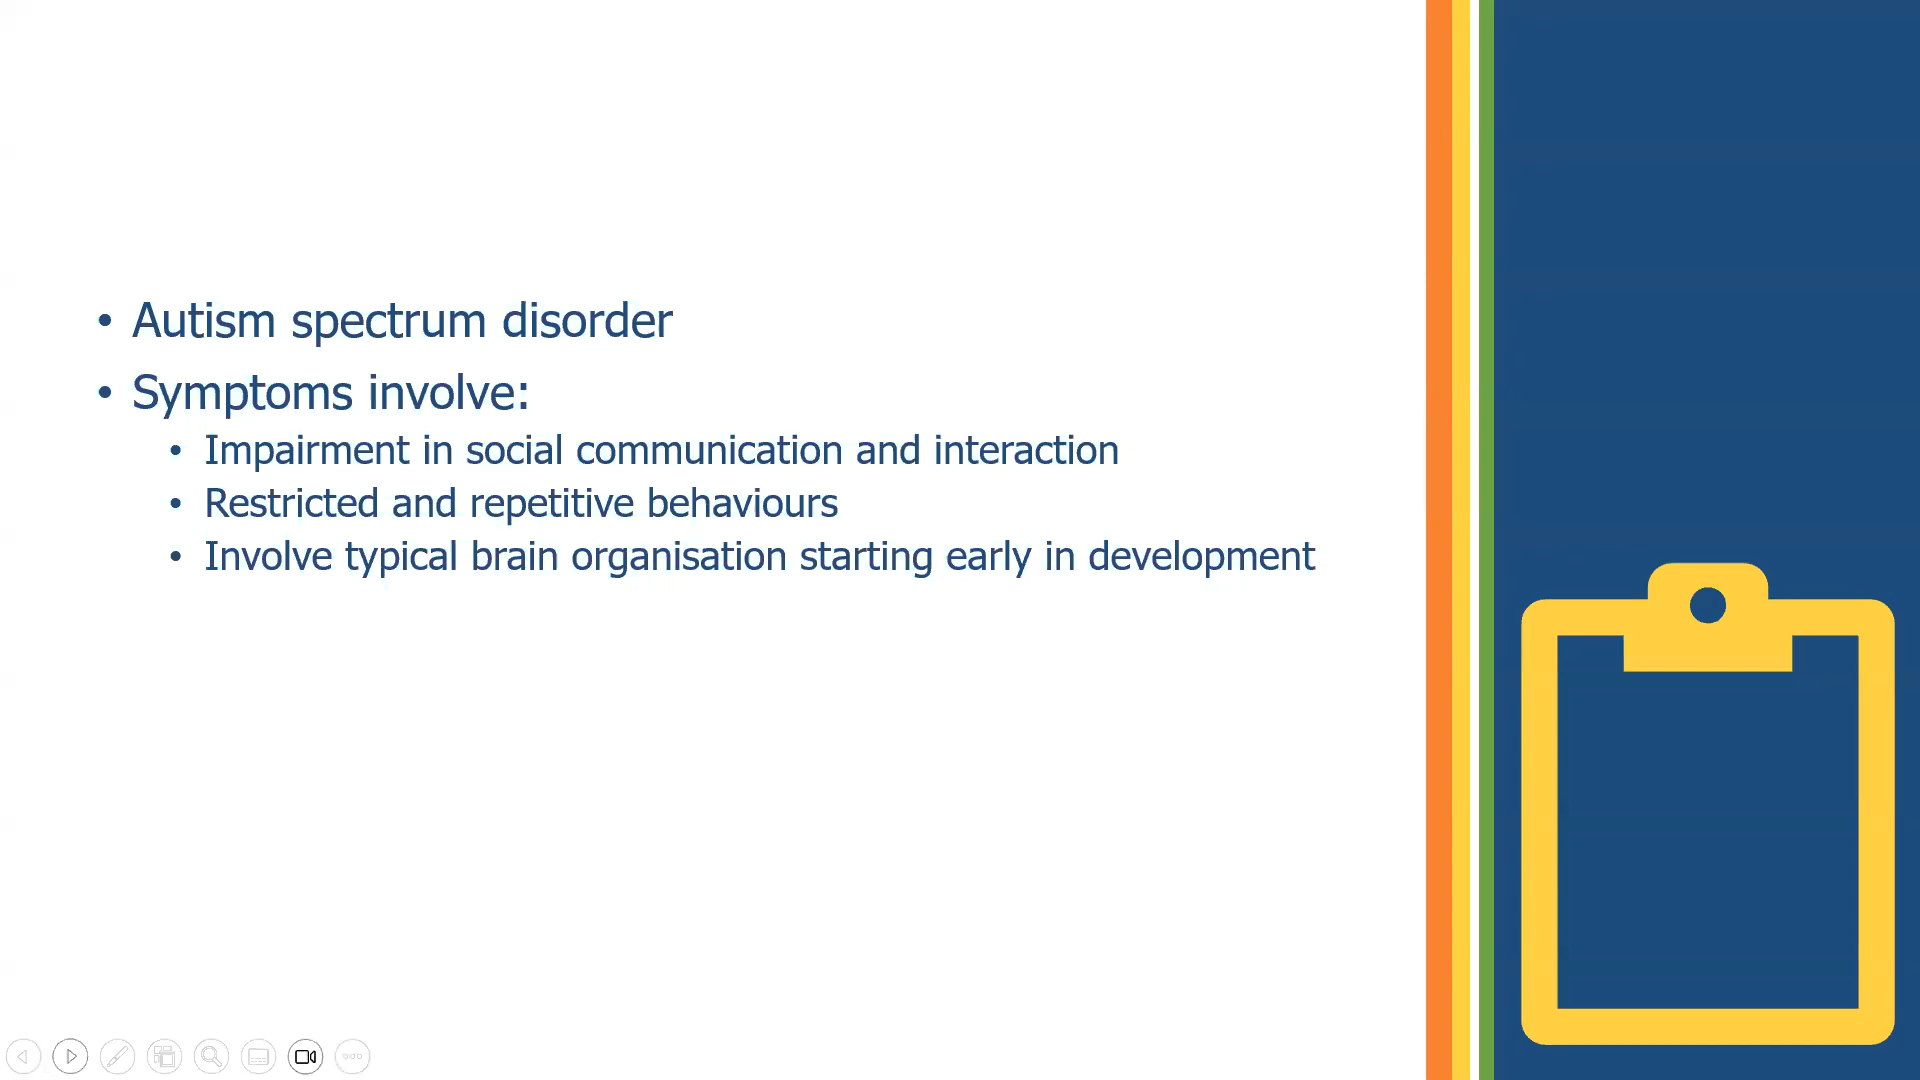 • Autism spectrum disorder
• Symptoms involve:
• Impairment in social communication and interaction
• Restricted and repetitive behaviours
• Involve typical brain organisation starting early in development